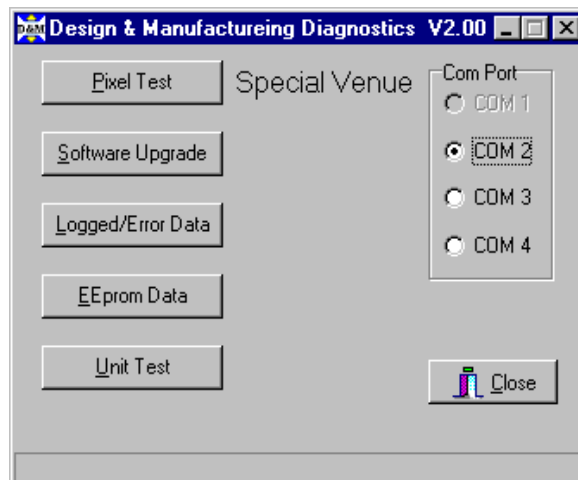 D&M Design & Manufactureing Diagnostics V2.00
Pixel Test
Special Venue
Com Port
COM 1
Software Upgrade
COM 2
Logged/Error Data
COM 3
COM 4
EEprom Data
Unit Test
Close